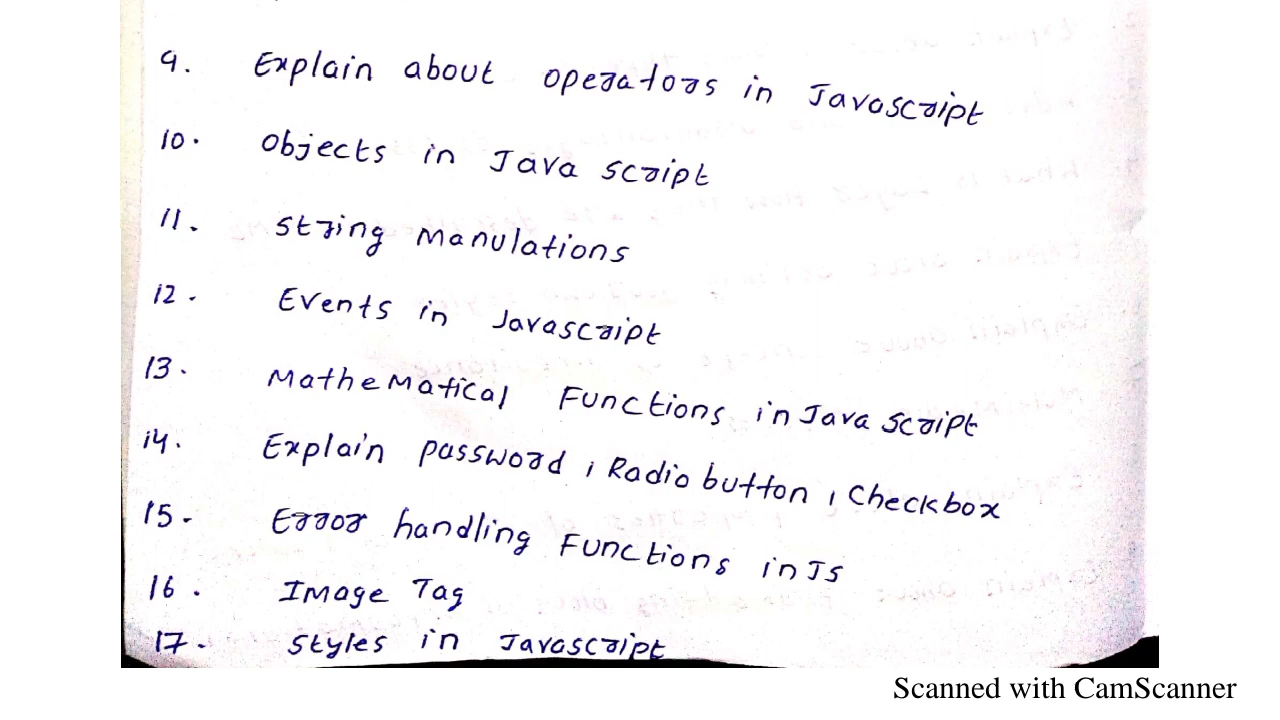 9. Explain about operators in Javascript
10. Objects in Java script
11. String Manulations
12. Events in Javascript
13. Mathematical Functions in Java script
14. Explain password, Radio button, Checkbox
15. Error handling Functions in Js
16. Image Tag
17. Styles in Javascript
Scanned with CamScanner